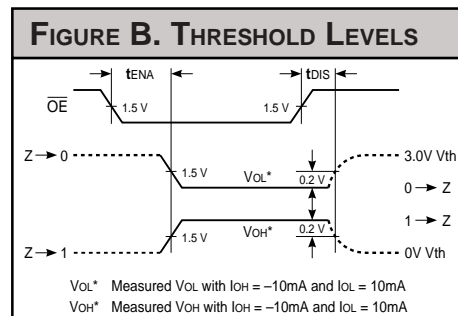 FIGURE B. THRESHOLD LEVELS
tENA tDIS
OE 1.5 V 1.5 V
Z 0 3.0V Vth
1.5 V VOL* 0.2 V
0 Z
1 Z
1.5 V VOH* 0.2 V
Z 1 0V Vth
VOL* Measured VOL with IOH = –10mA and IOL = 10mA
VOH* Measured VOH with IOH = –10mA and IOL = 10mA